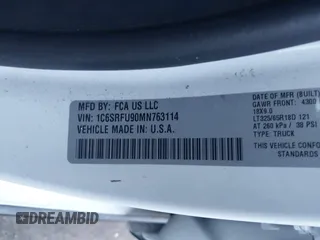 MFD BY: FCA US LLC
VIN: 1C6SRFU90MN763114
VEHICLE MADE IN U.S.A.
DATE OF MFR (BUILT)
GAWR FRONT: 4300
18X9.0
LT325/65R18D 121
AT 260 kPa / 38 PSI
TYPE: TRUCK
VEHICLE CONFO
STANDARDS
DREAMBID